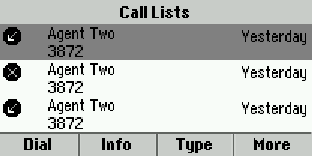 Call Lists
Agent Two Yesterday
3872
Agent Two Yesterday
3872
Agent Two Yesterday
3872
Dial Info Type More